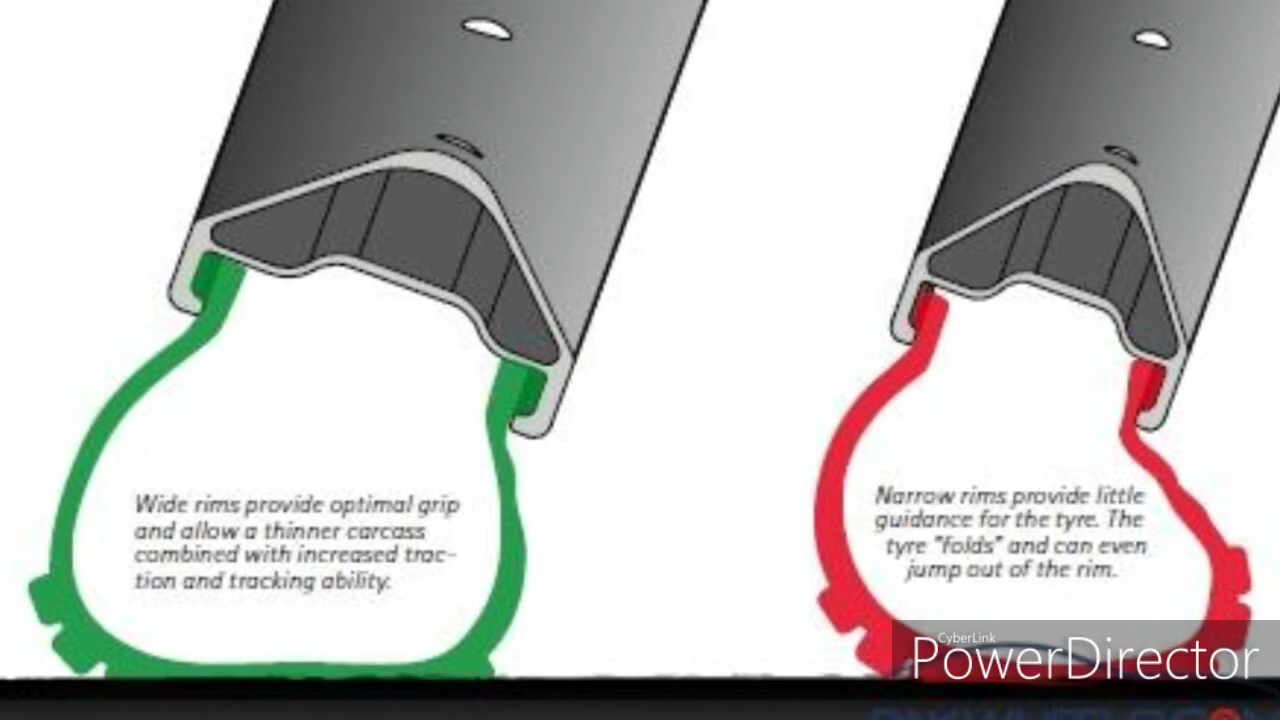 Wide rims provide optimal grip
and allow a thinner carcass
combined with increased trac-
tion and tracking ability.
Narrow rims provide little
guidance for the tyre. The
tyre "folds" and can even
jump out of the rim.
CyberLink
PowerDirector